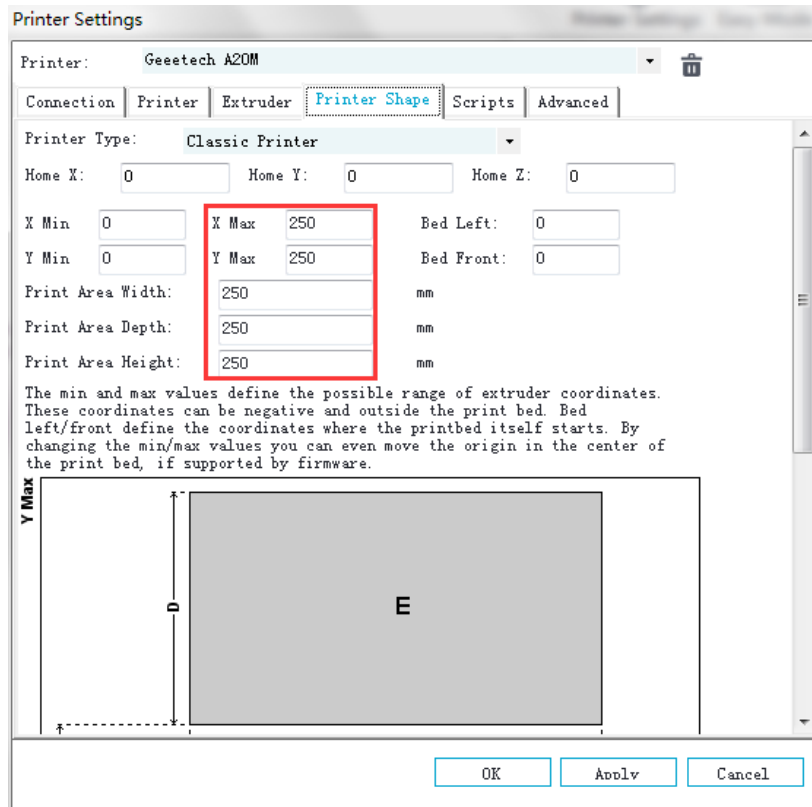 Printer Settings
Printer: Geeetech A20M
Connection Printer Extruder Printer Shape Scripts Advanced
Printer Type: Classic Printer
Home X: 0 Home Y: 0 Home Z: 0
X Min 0 X Max 250 Bed Left: 0
Y Min 0 Y Max 250 Bed Front: 0
Print Area Width: 250 mm
Print Area Depth: 250 mm
Print Area Height: 250 mm
The min and max values define the possible range of extruder coordinates.
These coordinates can be negative and outside the print bed. Bed
left/front define the coordinates where the printbed itself starts. By
changing the min/max values you can even move the origin in the center of
the print bed, if supported by firmware.
Y Max
D
E
OK Apply Cancel